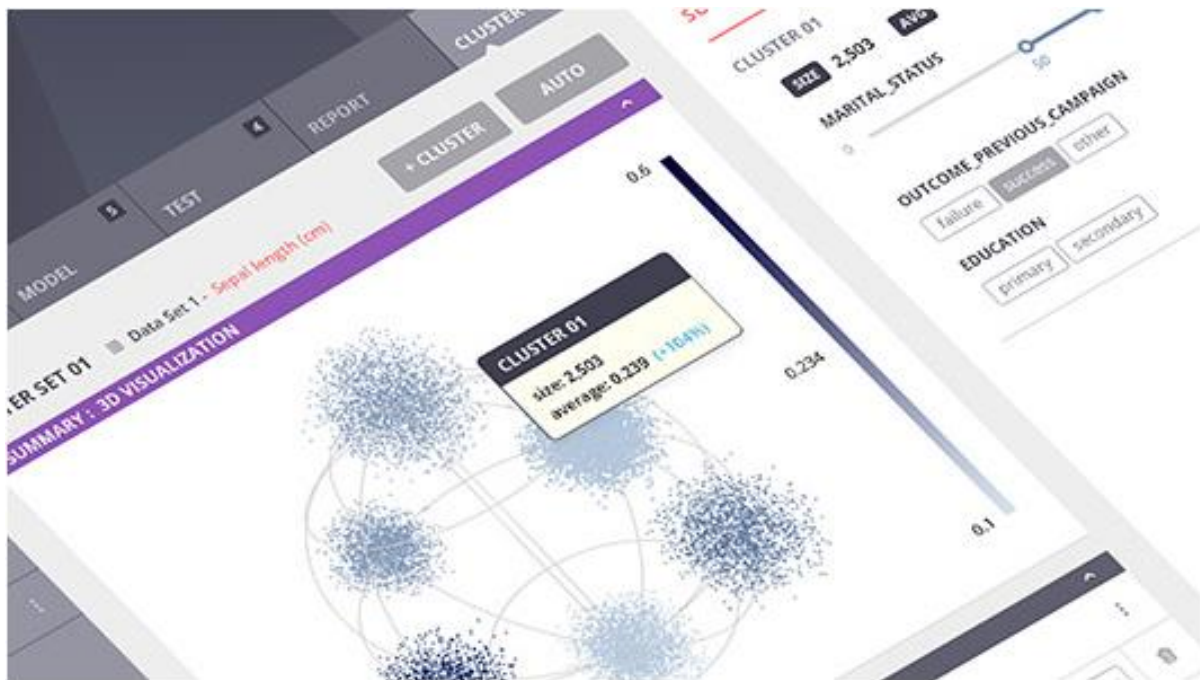 CLUSTER
4
REPORT
AUTO
5
TEST
+ CLUSTER
MODEL
Data Set 1 - Sepal length (cm)
TER SET 01
SUMMARY : 3D VISUALIZATION
0.6
0.234
0.1
CLUSTER 01
size: 2,503
average: 0.239 (+104%)
CLUSTER 01
SIZE 2,503 AVG
MARITAL_STATUS
0
50
OUTCOME_PREVIOUS_CAMPAIGN
failure success other
EDUCATION
primary secondary